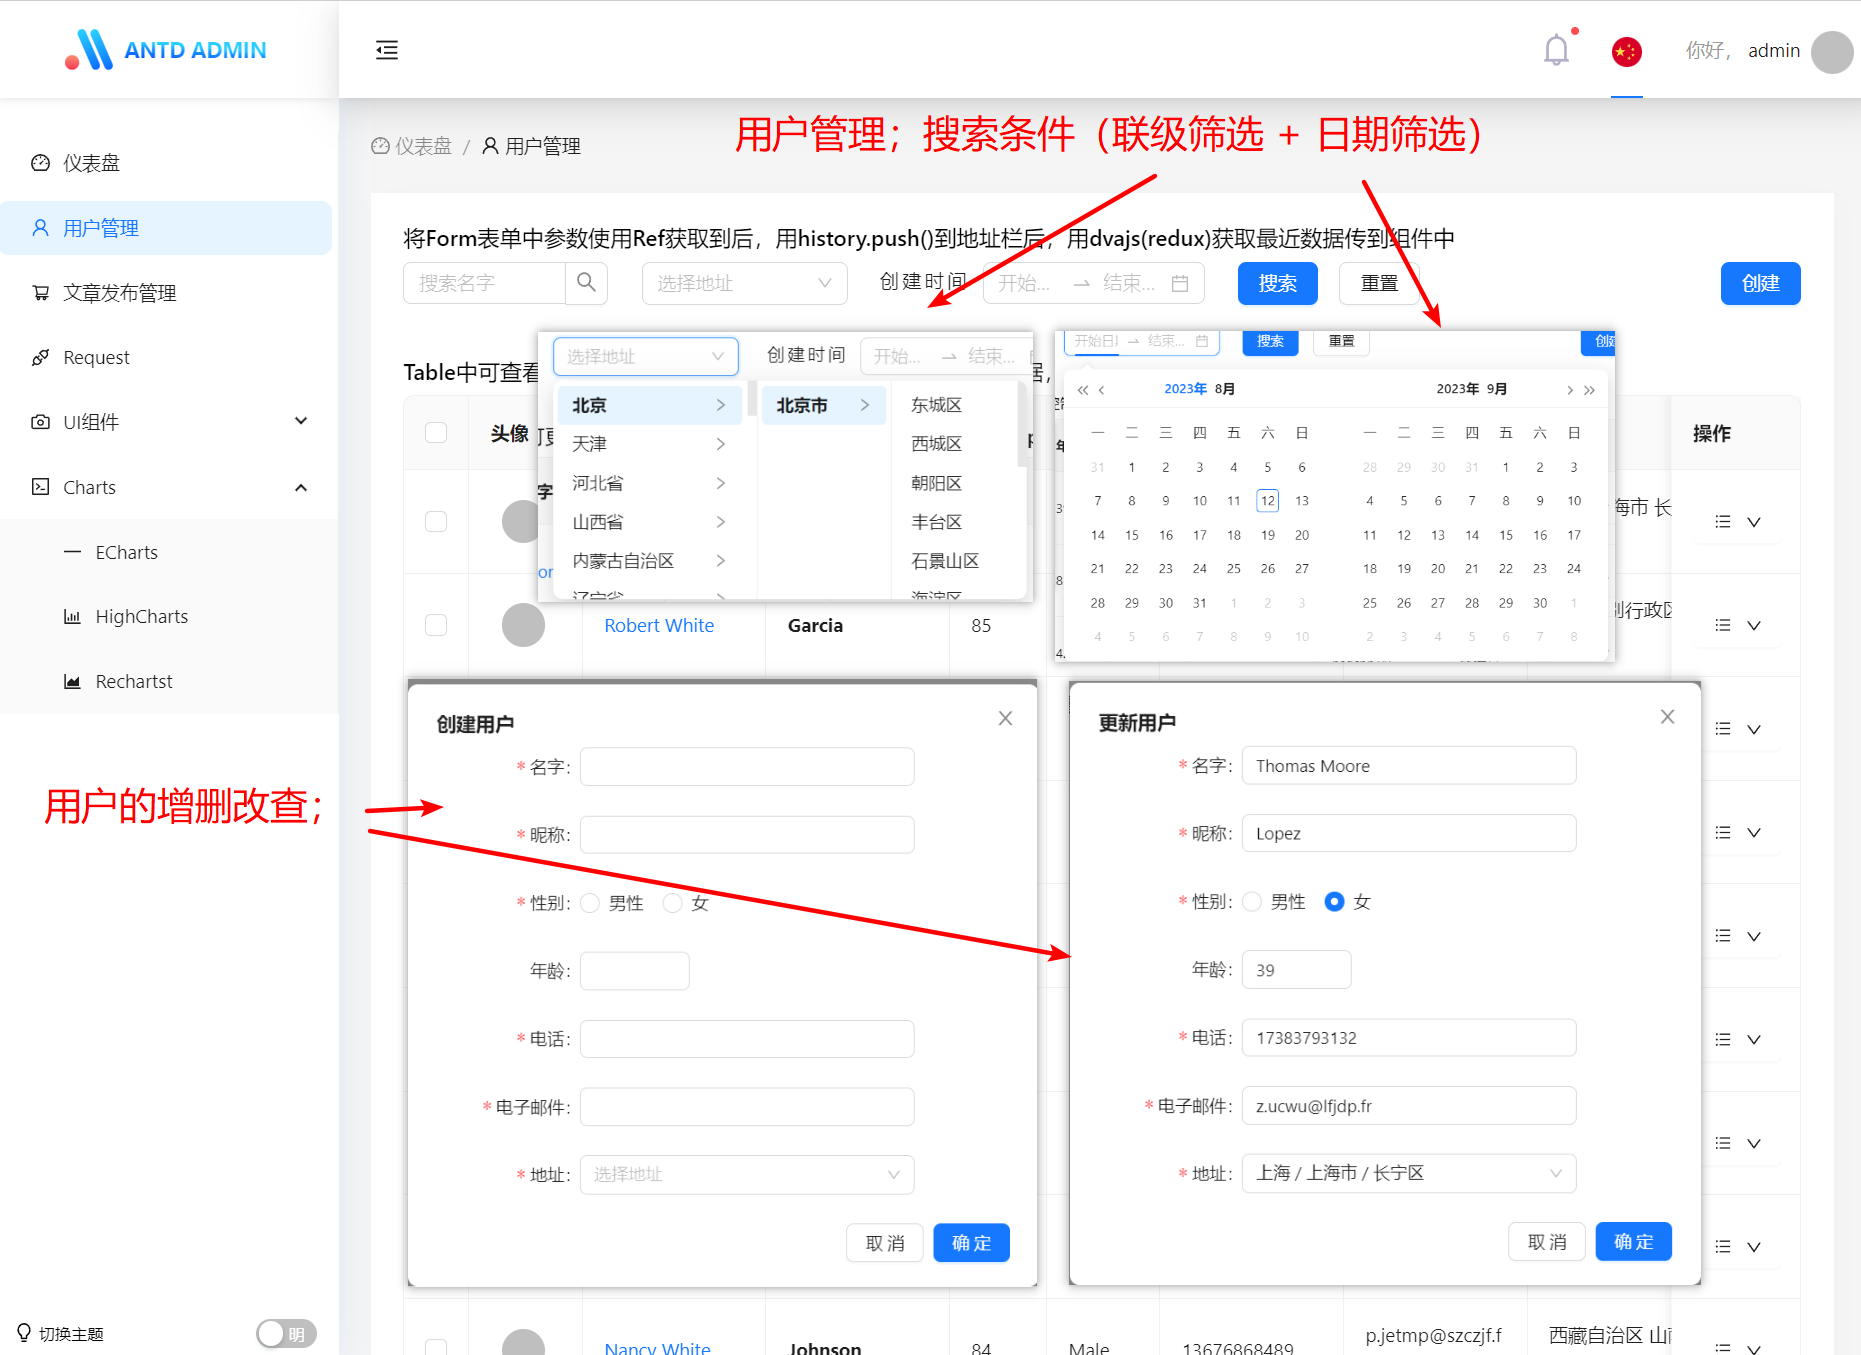 ANTD ADMIN
你好， admin
仪表盘
用户管理
文章发布管理
Request
UI组件
Charts
ECharts
HighCharts
Rechartst
切换主题
明
仪表盘 / 用户管理
用户管理；搜索条件（联级筛选 + 日期筛选）
将Form表单中参数使用Ref获取到后，用history.push()到地址栏后，用dvajs(redux)获取最近数据传到组件中
搜索名字 选择地址 创建时间 开始... 结束... 搜索 重置 创建
Table中可查看
头像
操作
选择地址 创建时间 开始... 结束...
北京 北京市 东城区
天津 西城区
河北省 朝阳区
山西省 丰台区
内蒙古自治区 石景山区
辽宁省 海淀区
结束... 搜索 重置
2023年 8月 2023年 9月
一 二 三 四 五 六 日 一 二 三 四 五 六 日
31 1 2 3 4 5 6 28 29 30 31 1 2 3
7 8 9 10 11 12 13 4 5 6 7 8 9 10
14 15 16 17 18 19 20 11 12 13 14 15 16 17
21 22 23 24 25 26 27 18 19 20 21 22 23 24
28 29 30 31 1 2 3 25 26 27 28 29 30 1
4 5 6 7 8 9 10 2 3 4 5 6 7 8
海市 长
别行政区
Robert White Garcia 85
用户的增删改查；
创建用户
* 名字：
* 昵称：
* 性别： 男性 女
年龄：
* 电话：
* 电子邮件：
* 地址： 选择地址
取 消 确 定
更新用户
* 名字： Thomas Moore
* 昵称： Lopez
* 性别： 男性 女
年龄： 39
* 电话： 17383793132
* 电子邮件： z.ucwu@lfjdp.fr
* 地址： 上海 / 上海市 / 长宁区
取 消 确 定
Nancy White Johnson 84 Male 13676868489 p.jetmp@szczjf.f 西藏自治区